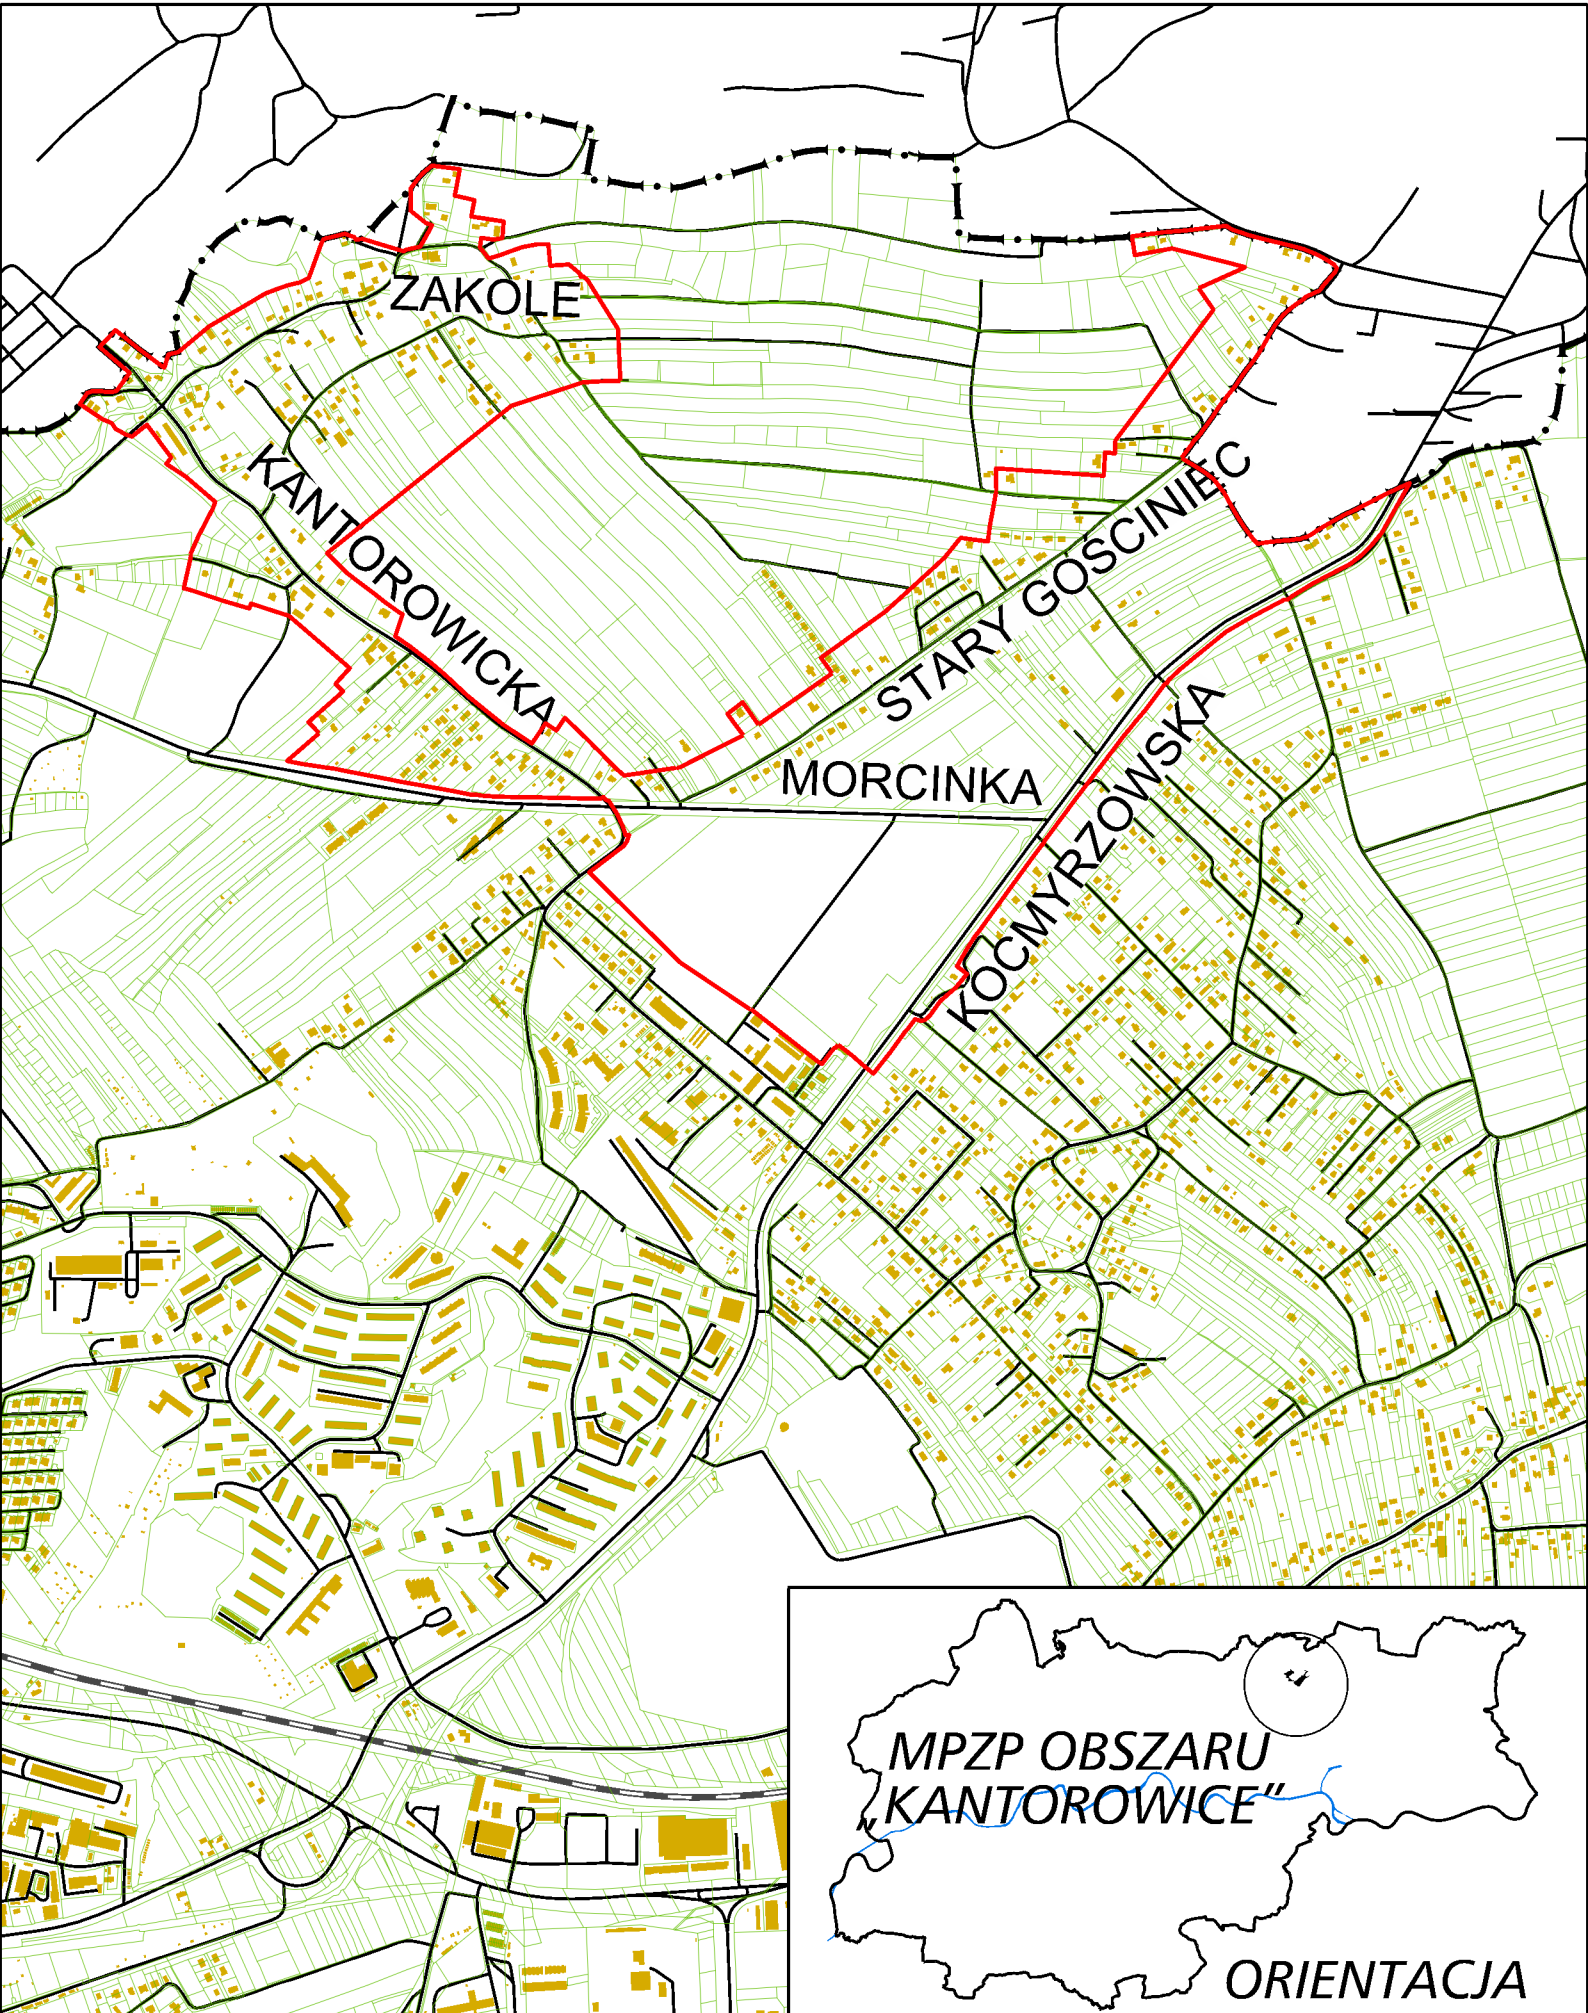 ZAKOLE
KANTOROWICKA
STARY GOŚCINIEC
MORCINKA
KOCMYRZOWSKA
MPZP OBSZARU
„KANTOROWICE”
ORIENTACJA